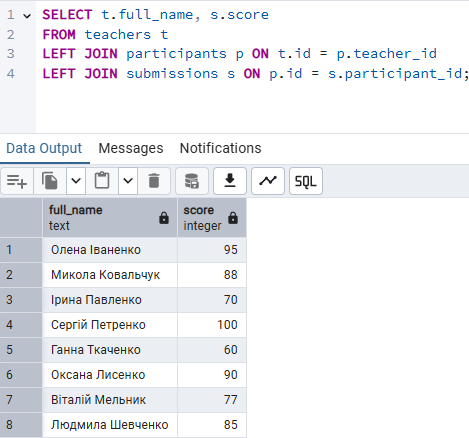 1 SELECT t.full_name, s.score
2 FROM teachers t
3 LEFT JOIN participants p ON t.id = p.teacher_id
4 LEFT JOIN submissions s ON p.id = s.participant_id;
Data Output Messages Notifications
SQL
full_name score
text integer
1 Олена Іваненко 95
2 Микола Ковальчук 88
3 Ірина Павленко 70
4 Сергій Петренко 100
5 Ганна Ткаченко 60
6 Оксана Лисенко 90
7 Віталій Мельник 77
8 Людмила Шевченко 85